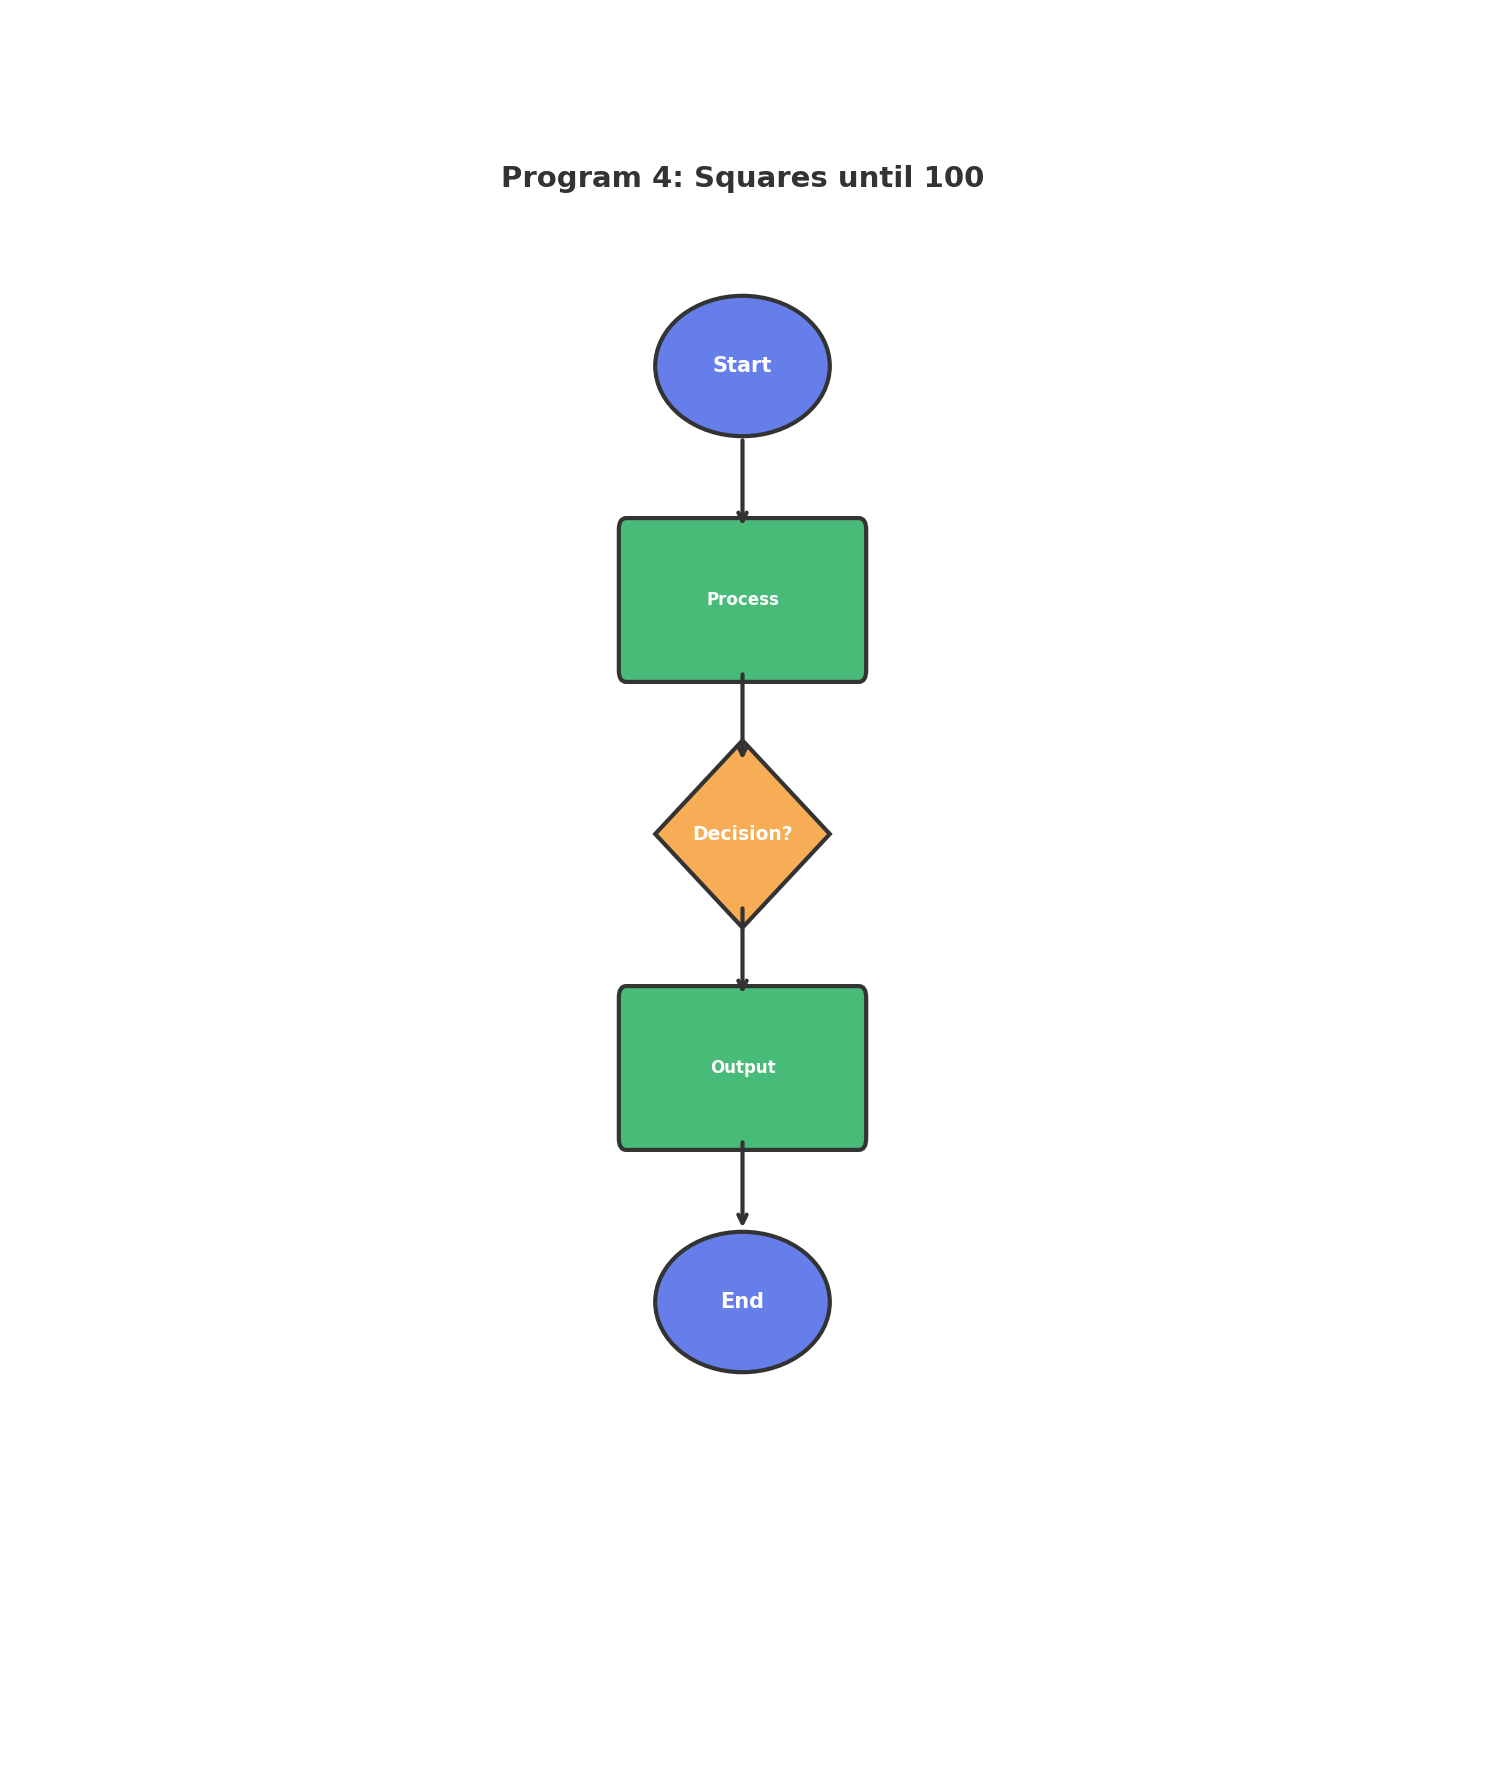 Program 4: Squares until 100
Start
Process
Decision?
Output
End